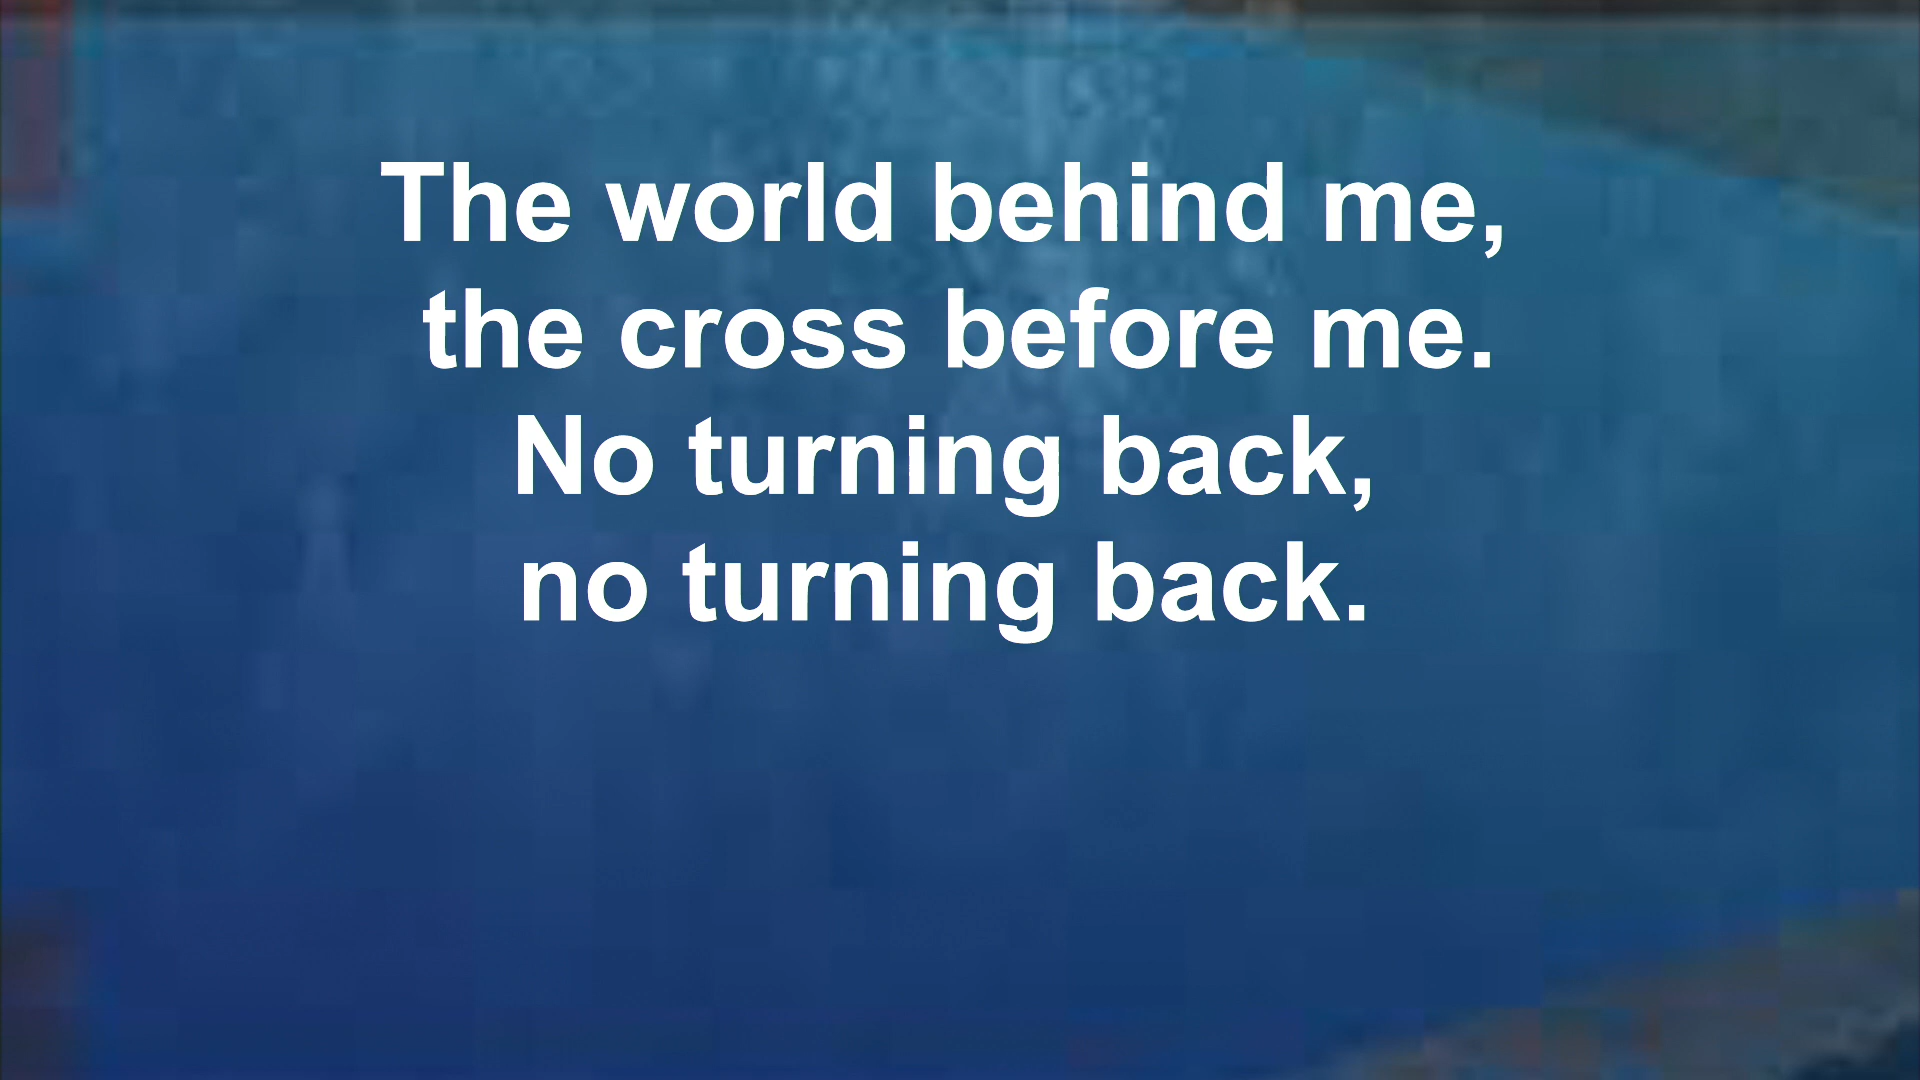 The world behind me,
the cross before me.
No turning back,
no turning back.